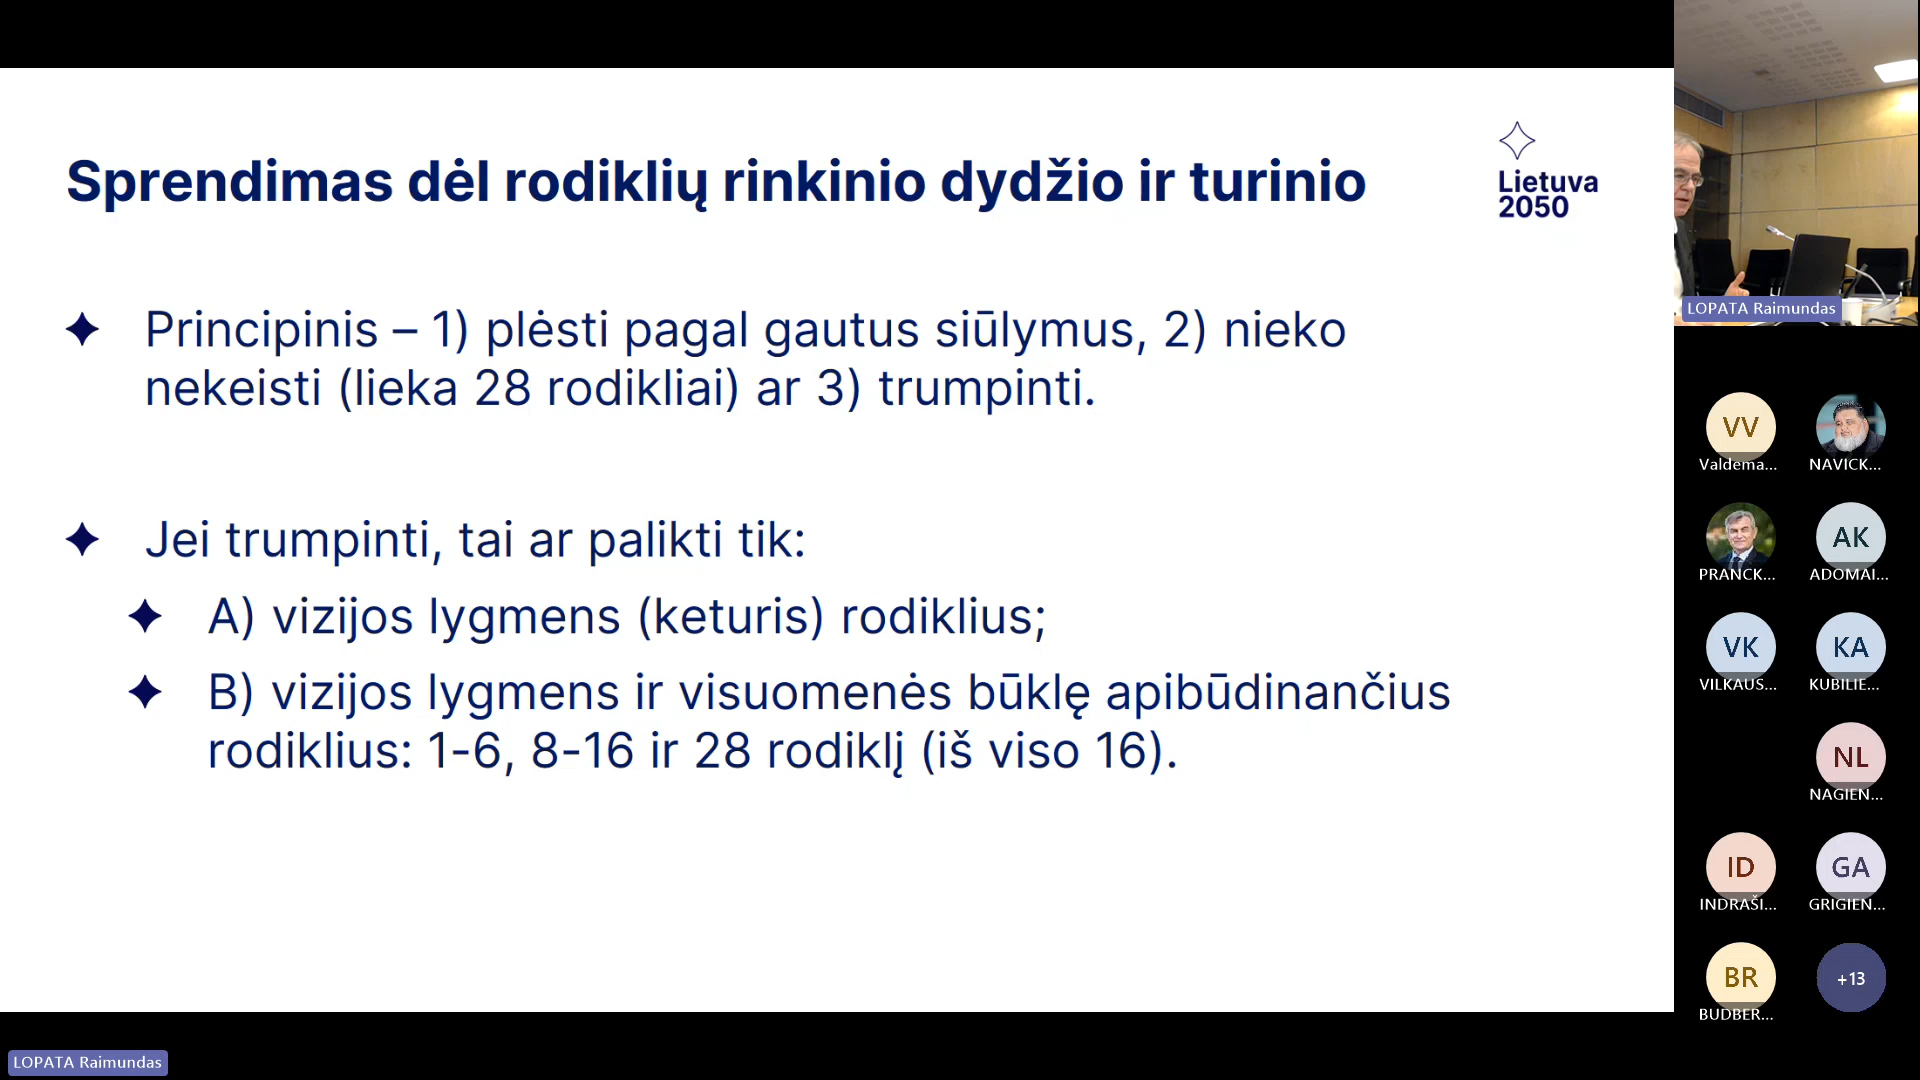 Sprendimas dėl rodiklių rinkinio dydžio ir turinio
Lietuva
2050
Principinis – 1) plėsti pagal gautus siūlymus, 2) nieko
nekeisti (lieka 28 rodikliai) ar 3) trumpinti.
Jei trumpinti, tai ar palikti tik:
A) vizijos lygmens (keturis) rodiklius;
B) vizijos lygmens ir visuomenės būklę apibūdinančius
rodiklius: 1-6, 8-16 ir 28 rodiklį (iš viso 16).
LOPATA Raimundas
LOPATA Raimundas
VV
Valdema...
NAVICK...
PRANCK...
AK
ADOMAI...
VK
VILKAUS...
KA
KUBILIE...
NL
NAGIEN...
ID
INDRAŠI...
GA
GRIGIEN...
BR
BUDBER...
+13